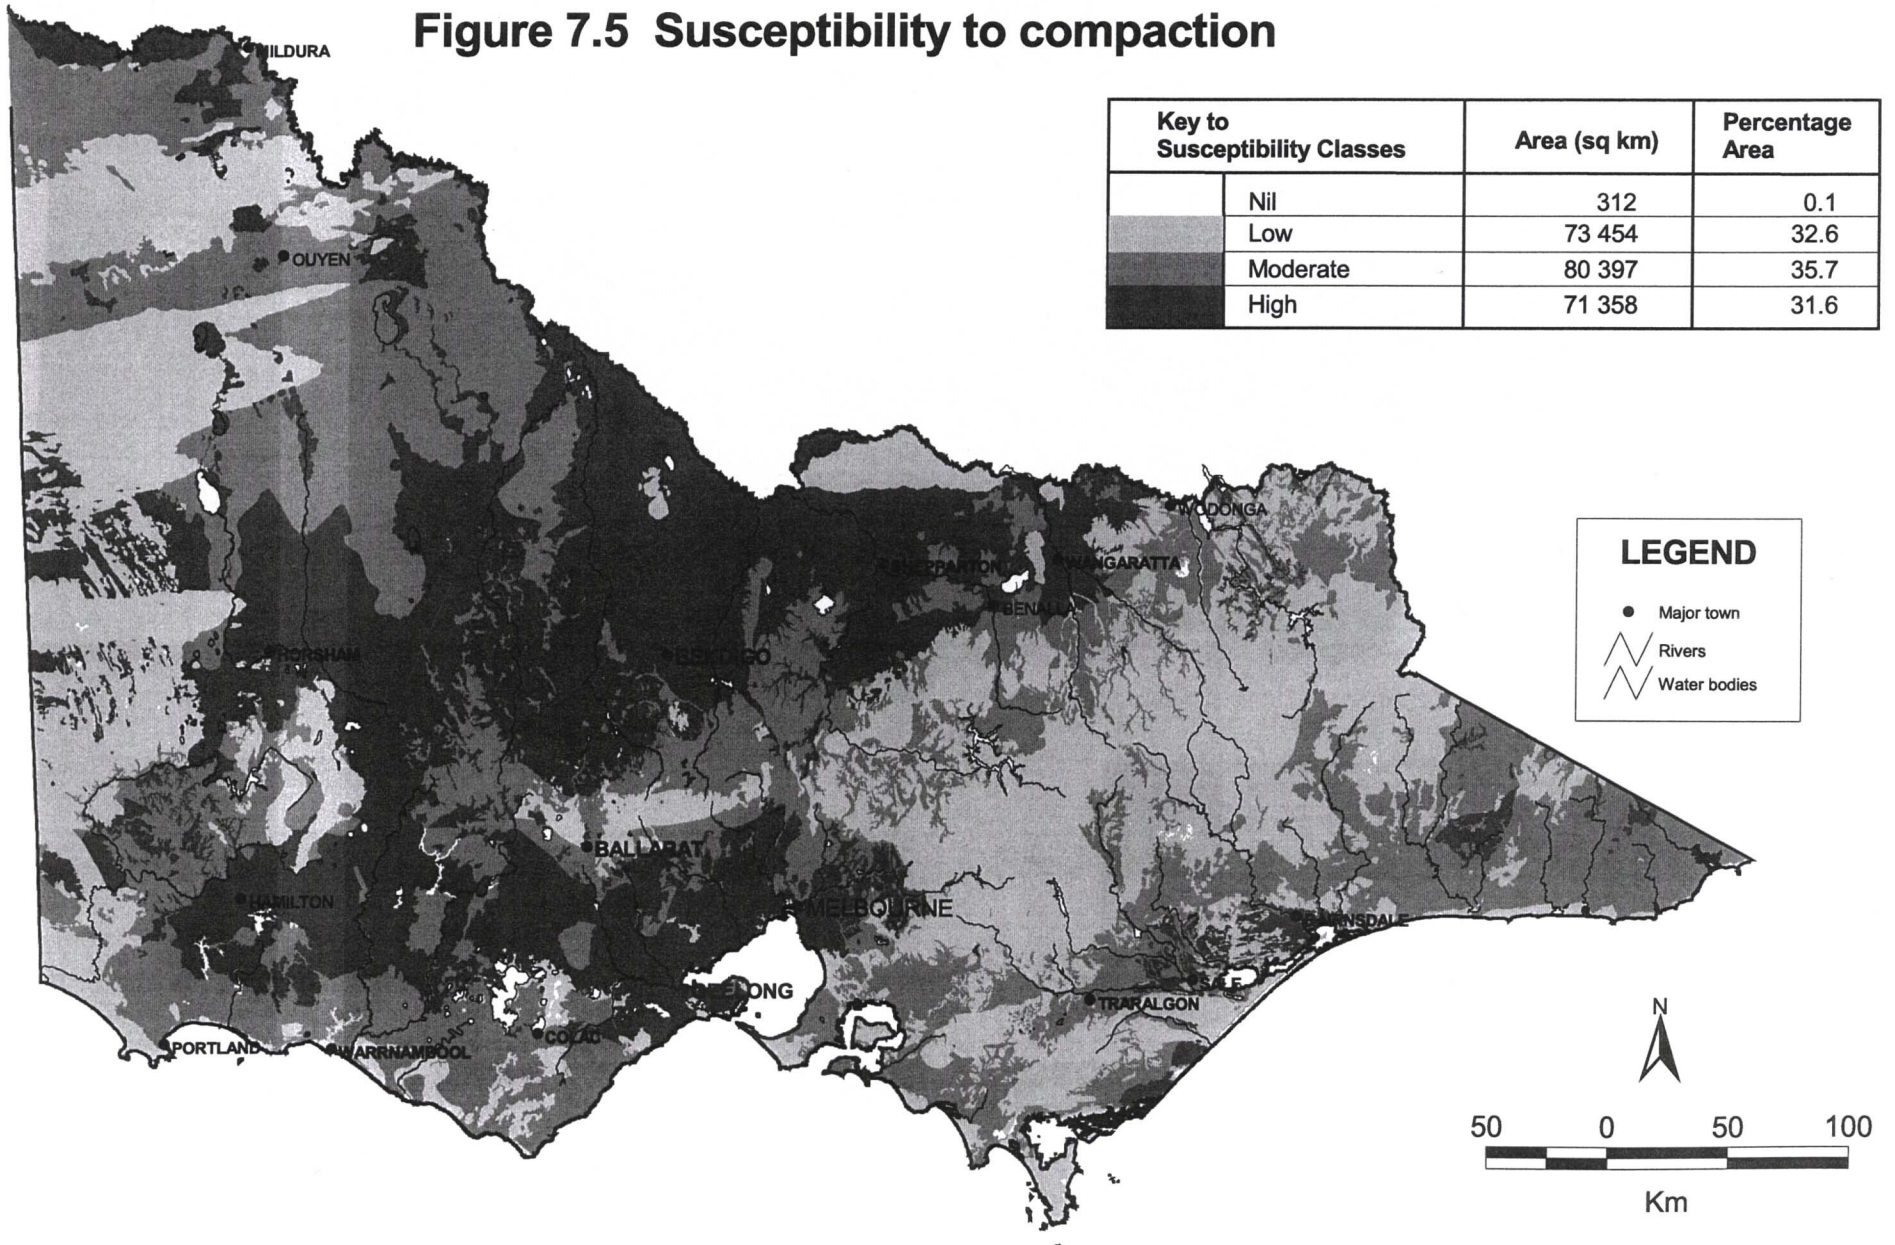 Figure 7.5 Susceptibility to compaction
Key to
Susceptibility Classes
Area (sq km)
Percentage
Area
Nil 312 0.1
Low 73 454 32.6
Moderate 80 397 35.7
High 71 358 31.6
MILDURA
OUYEN
WODONGA
SHEPPARTON
WANGARATTA
BENALLA
HORSHAM
BENDIGO
BALLARAT
HAMILTON
MELBOURNE
BAIRNSDALE
GEELONG
SALE
TRARALGON
PORTLAND
WARRNAMBOOL
COLAC
LEGEND
Major town
Rivers
Water bodies
N
50 0 50 100
Km